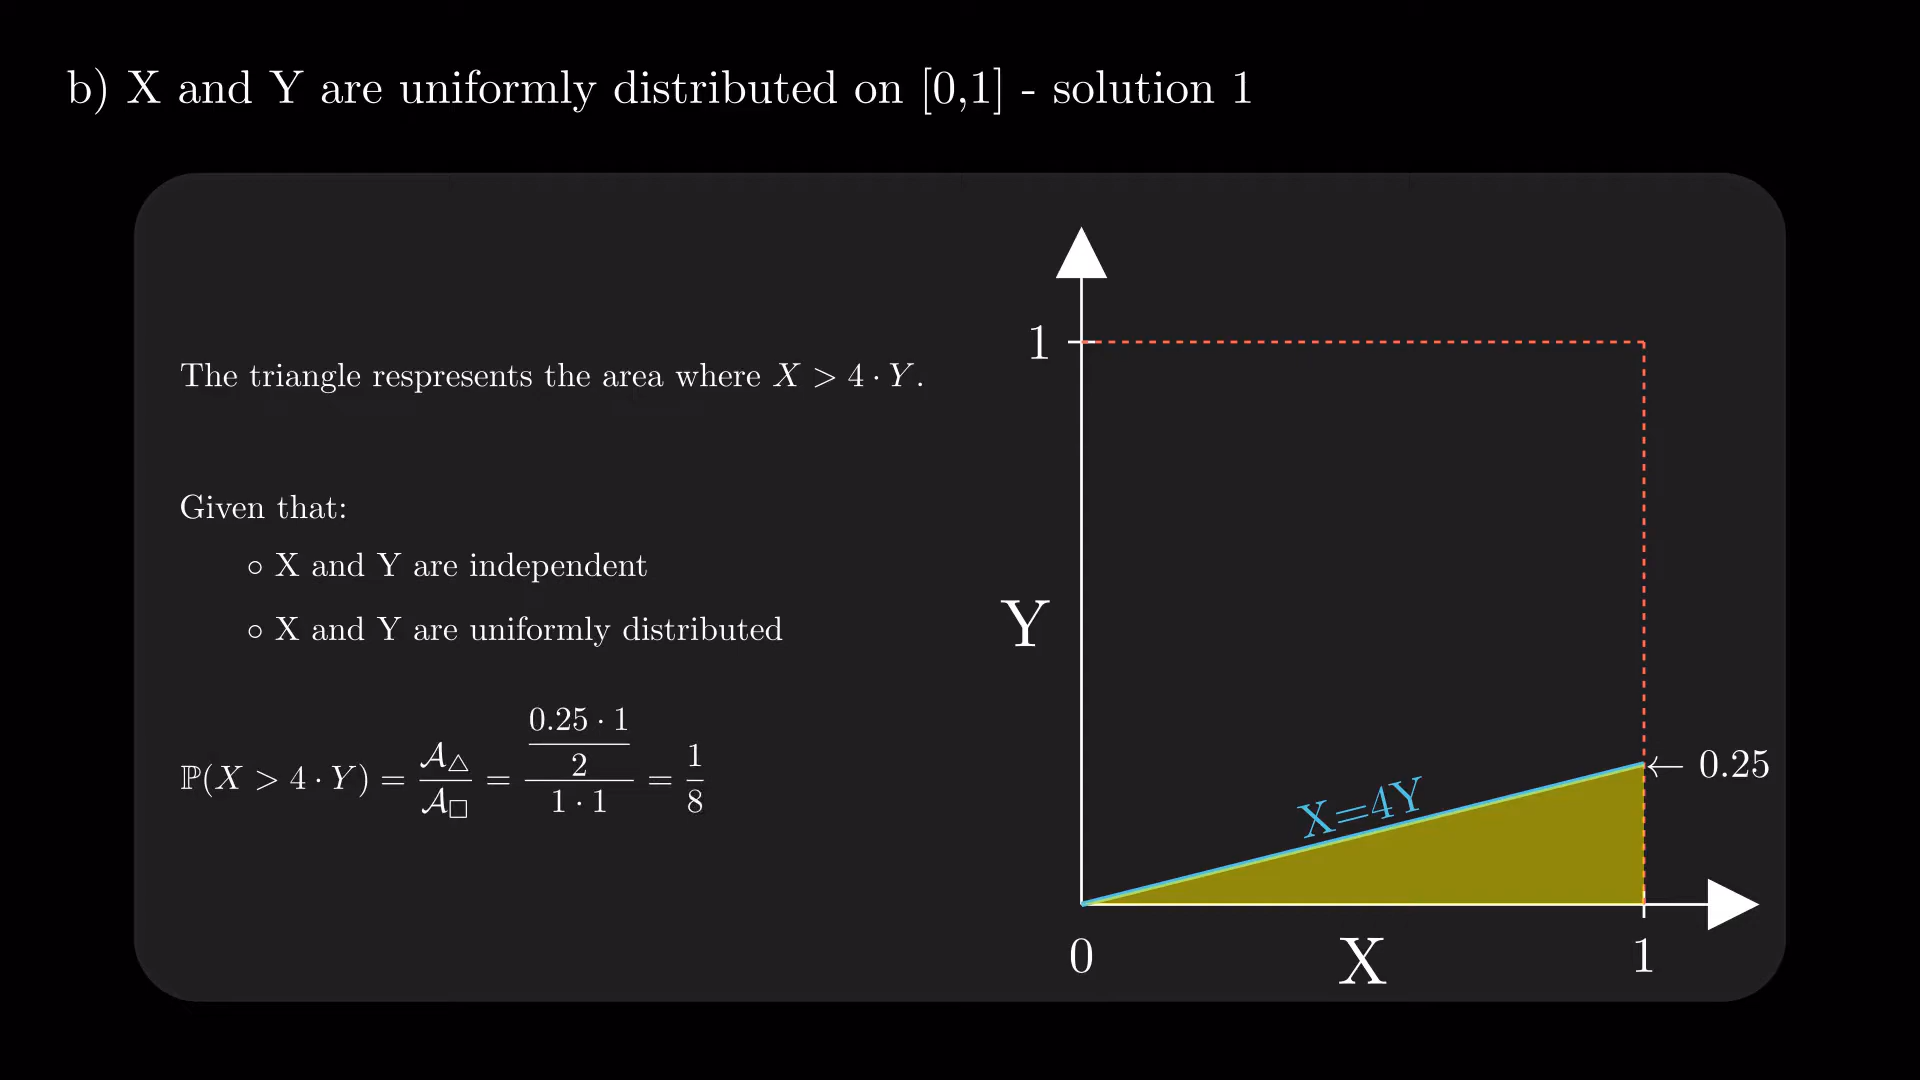 b) X and Y are uniformly distributed on [0,1] - solution 1
The triangle respresents the area where X > 4 · Y.
Given that:
∘ X and Y are independent
∘ X and Y are uniformly distributed
ℙ(X > 4 · Y) = 𝒜△/𝒜□ = ((0.25 · 1)/2)/(1 · 1) = 1/8
1
Y
← 0.25
X=4Y
0
X
1